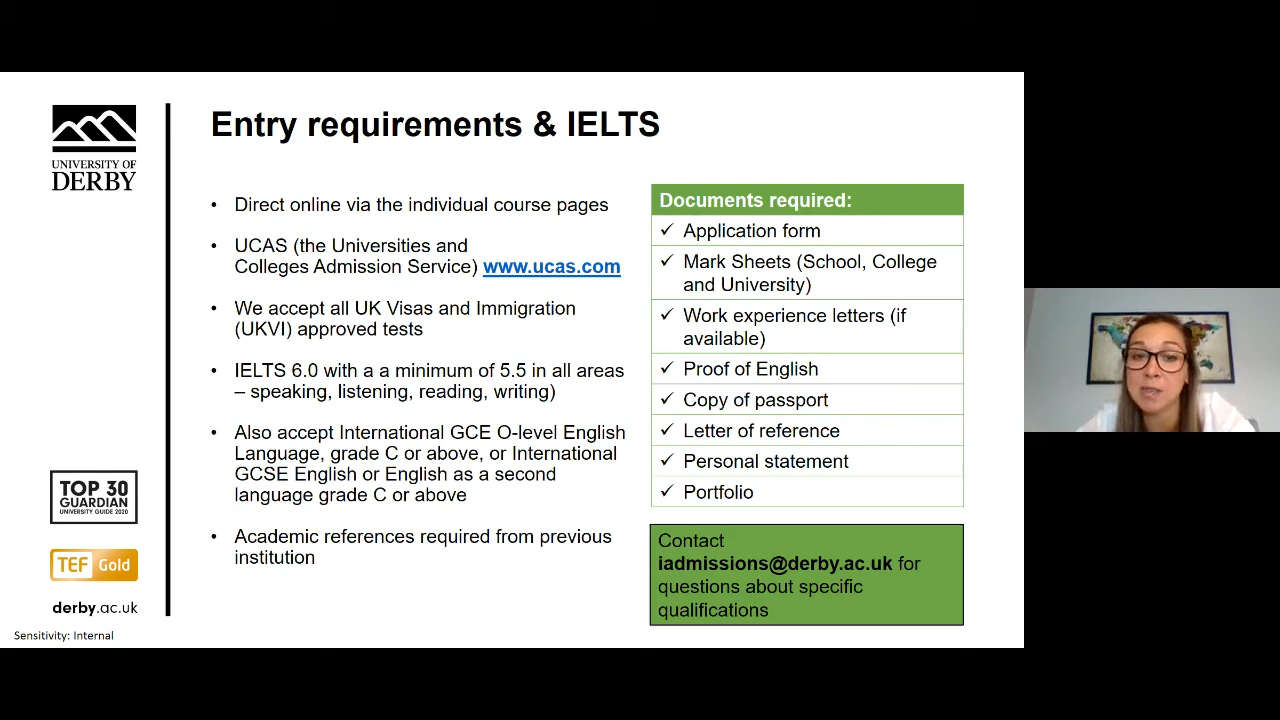 UNIVERSITY OF
DERBY
Entry requirements & IELTS
• Direct online via the individual course pages
• UCAS (the Universities and
Colleges Admission Service) www.ucas.com
• We accept all UK Visas and Immigration
(UKVI) approved tests
• IELTS 6.0 with a a minimum of 5.5 in all areas
– speaking, listening, reading, writing)
• Also accept International GCE O-level English
Language, grade C or above, or International
GCSE English or English as a second
language grade C or above
• Academic references required from previous
institution
Documents required:
✓ Application form
✓ Mark Sheets (School, College
and University)
✓ Work experience letters (if
available)
✓ Proof of English
✓ Copy of passport
✓ Letter of reference
✓ Personal statement
✓ Portfolio
Contact
iadmissions@derby.ac.uk for
questions about specific
qualifications
TOP 30
GUARDIAN
UNIVERSITY GUIDE 2020
TEF Gold
derby.ac.uk
Sensitivity: Internal